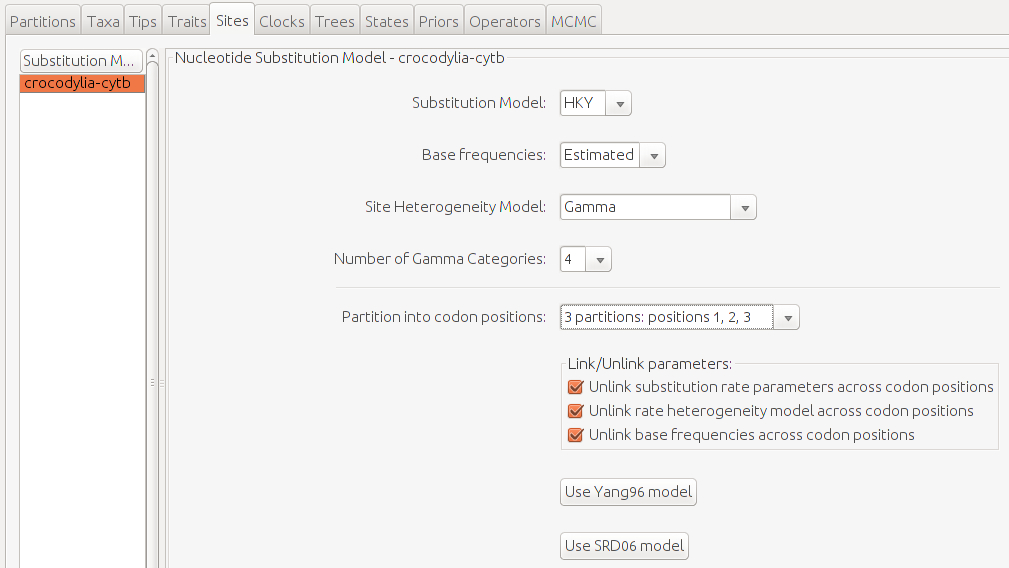 Partitions Taxa Tips Traits Sites Clocks Trees States Priors Operators MCMC
Substitution M...
crocodylia-cytb
Nucleotide Substitution Model - crocodylia-cytb
Substitution Model: HKY
Base frequencies: Estimated
Site Heterogeneity Model: Gamma
Number of Gamma Categories: 4
Partition into codon positions: 3 partitions: positions 1, 2, 3
Link/Unlink parameters:
Unlink substitution rate parameters across codon positions
Unlink rate heterogeneity model across codon positions
Unlink base frequencies across codon positions
Use Yang96 model
Use SRD06 model